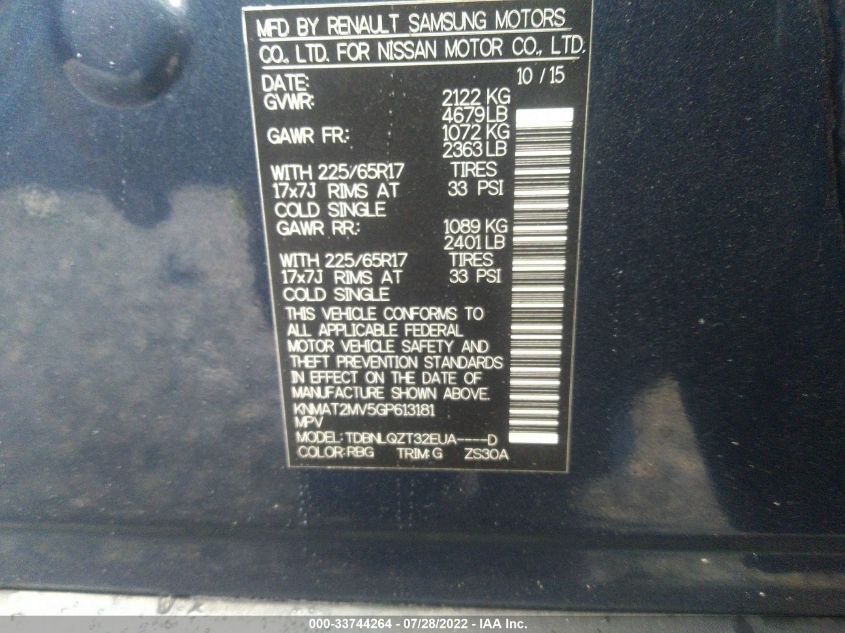 MFD BY RENAULT SAMSUNG MOTORS
CO., LTD. FOR NISSAN MOTOR CO., LTD.
DATE: 10 / 15
GVWR: 2122 KG
4679 LB
GAWR FR.: 1072 KG
2363 LB
WITH 225/65R17 TIRES
17x7J RIMS AT 33 PSI
COLD SINGLE
GAWR RR.: 1089 KG
2401 LB
WITH 225/65R17 TIRES
17x7J RIMS AT 33 PSI
COLD SINGLE
THIS VEHICLE CONFORMS TO
ALL APPLICABLE FEDERAL
MOTOR VEHICLE SAFETY AND
THEFT PREVENTION STANDARDS
IN EFFECT ON THE DATE OF
MANUFACTURE SHOWN ABOVE.
KNMAT2MV5GP613181
MPV
MODEL: TDBNLQZT32EUA----D
COLOR:RBG TRIM:G ZS30A
000-33744264 - 07/28/2022 - IAA Inc.